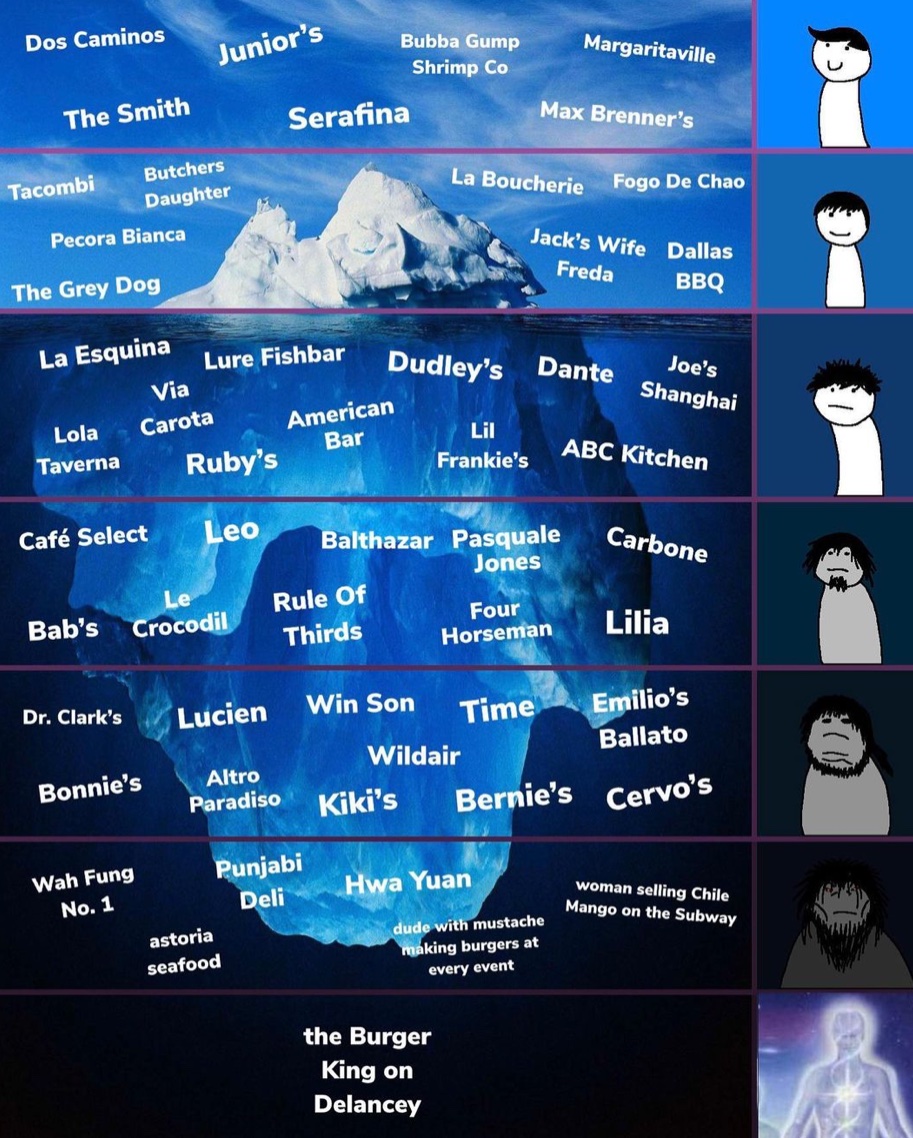 Dos Caminos
Junior's
Bubba Gump
Shrimp Co
Margaritaville
The Smith
Serafina
Max Brenner's
Tacombi
Butchers
Daughter
La Boucherie
Fogo De Chao
Pecora Bianca
Jack's Wife
Freda
Dallas
BBQ
The Grey Dog
La Esquina
Lure Fishbar
Dudley's
Dante
Joe's
Shanghai
Via
Carota
American
Bar
Lola
Taverna
Ruby's
Lil
Frankie's
ABC Kitchen
Café Select
Leo
Balthazar
Pasquale
Jones
Carbone
Bab's
Le
Crocodil
Rule Of
Thirds
Four
Horseman
Lilia
Dr. Clark's
Lucien
Win Son
Time
Emilio's
Ballato
Wildair
Bonnie's
Altro
Paradiso
Kiki's
Bernie's
Cervo's
Wah Fung
No. 1
Punjabi
Deli
Hwa Yuan
woman selling Chile
Mango on the Subway
astoria
seafood
dude with mustache
making burgers at
every event
the Burger
King on
Delancey